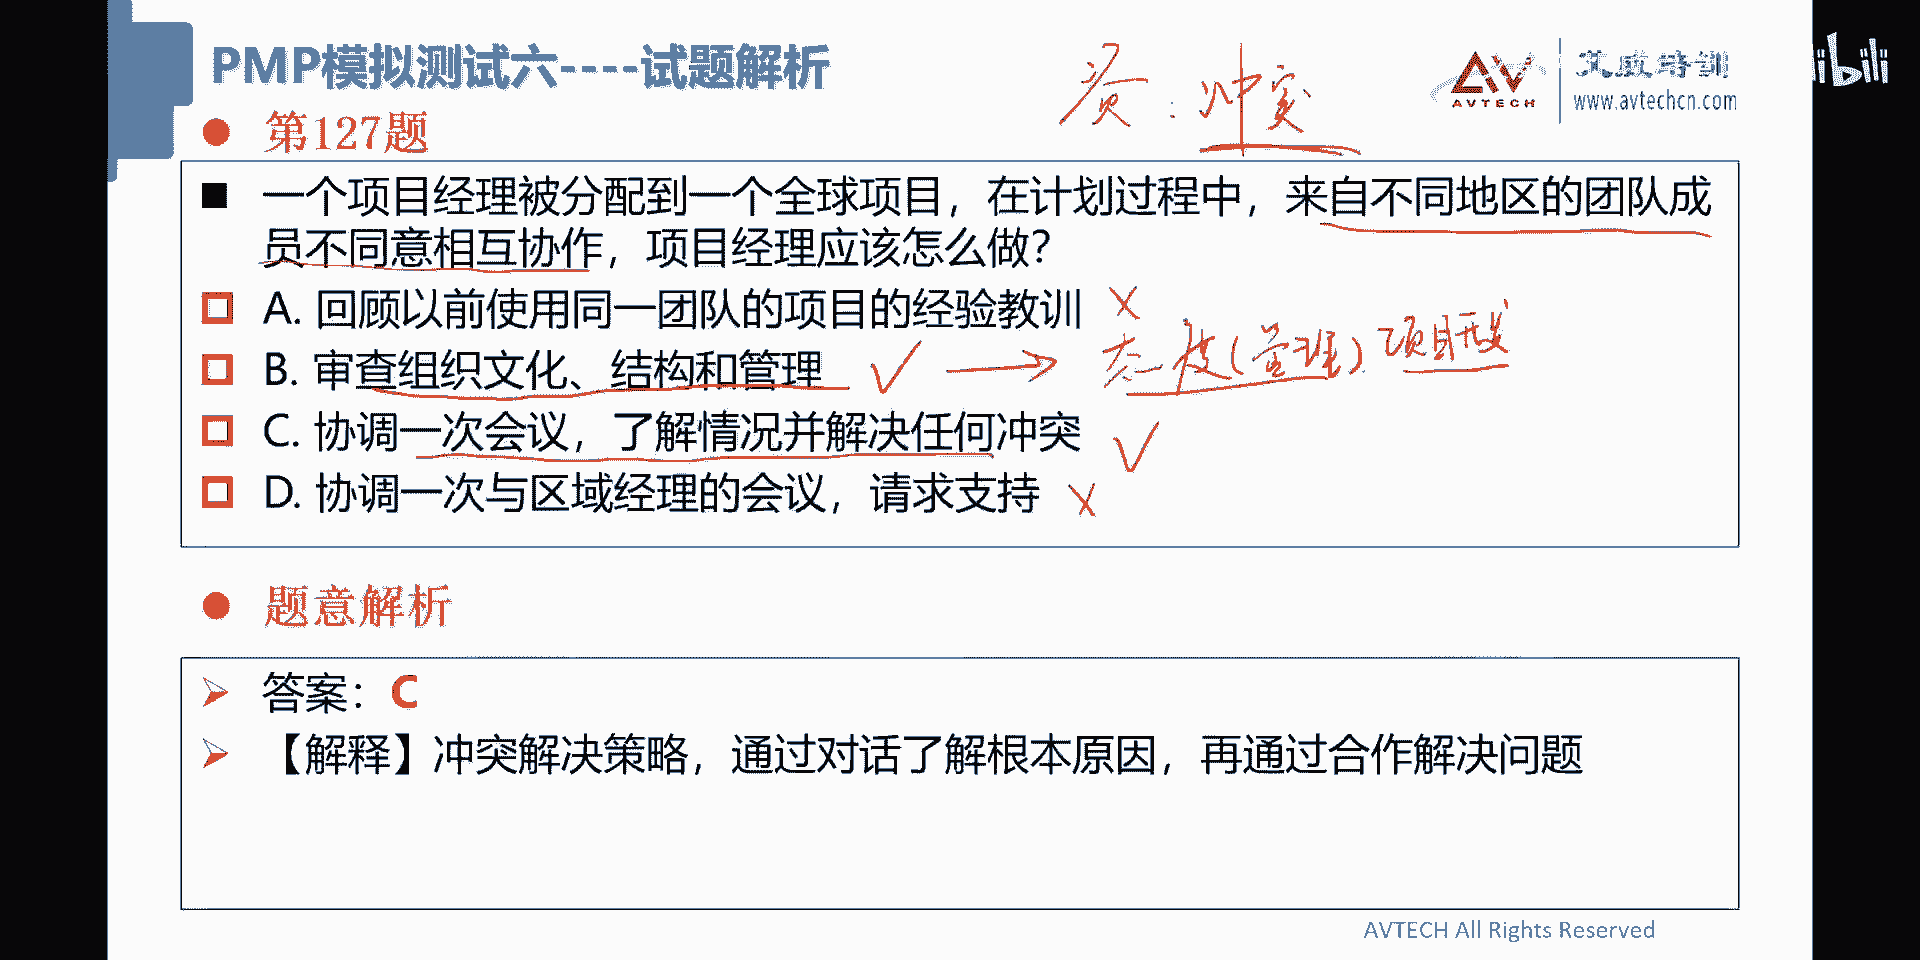 PMP模拟测试六----试题解析
资:冲突
AVTECH
艾威培训
www.avtechcn.com
bili
第127题
一个项目经理被分配到一个全球项目，在计划过程中，来自不同地区的团队成
员不同意相互协作，项目经理应该怎么做?
A. 回顾以前使用同一团队的项目的经验教训
B. 审查组织文化、结构和管理
态度(管理) 项目
C. 协调一次会议，了解情况并解决任何冲突
D. 协调一次与区域经理的会议，请求支持
题意解析
答案：C
【解释】冲突解决策略，通过对话了解根本原因，再通过合作解决问题
AVTECH All Rights Reserved